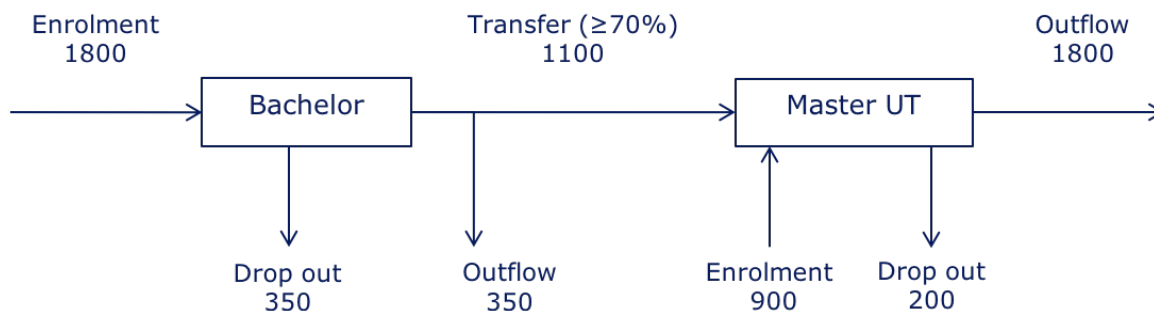 Enrolment
1800
Transfer (≥70%)
1100
Outflow
1800
Bachelor
Master UT
Drop out
350
Outflow
350
Enrolment
900
Drop out
200